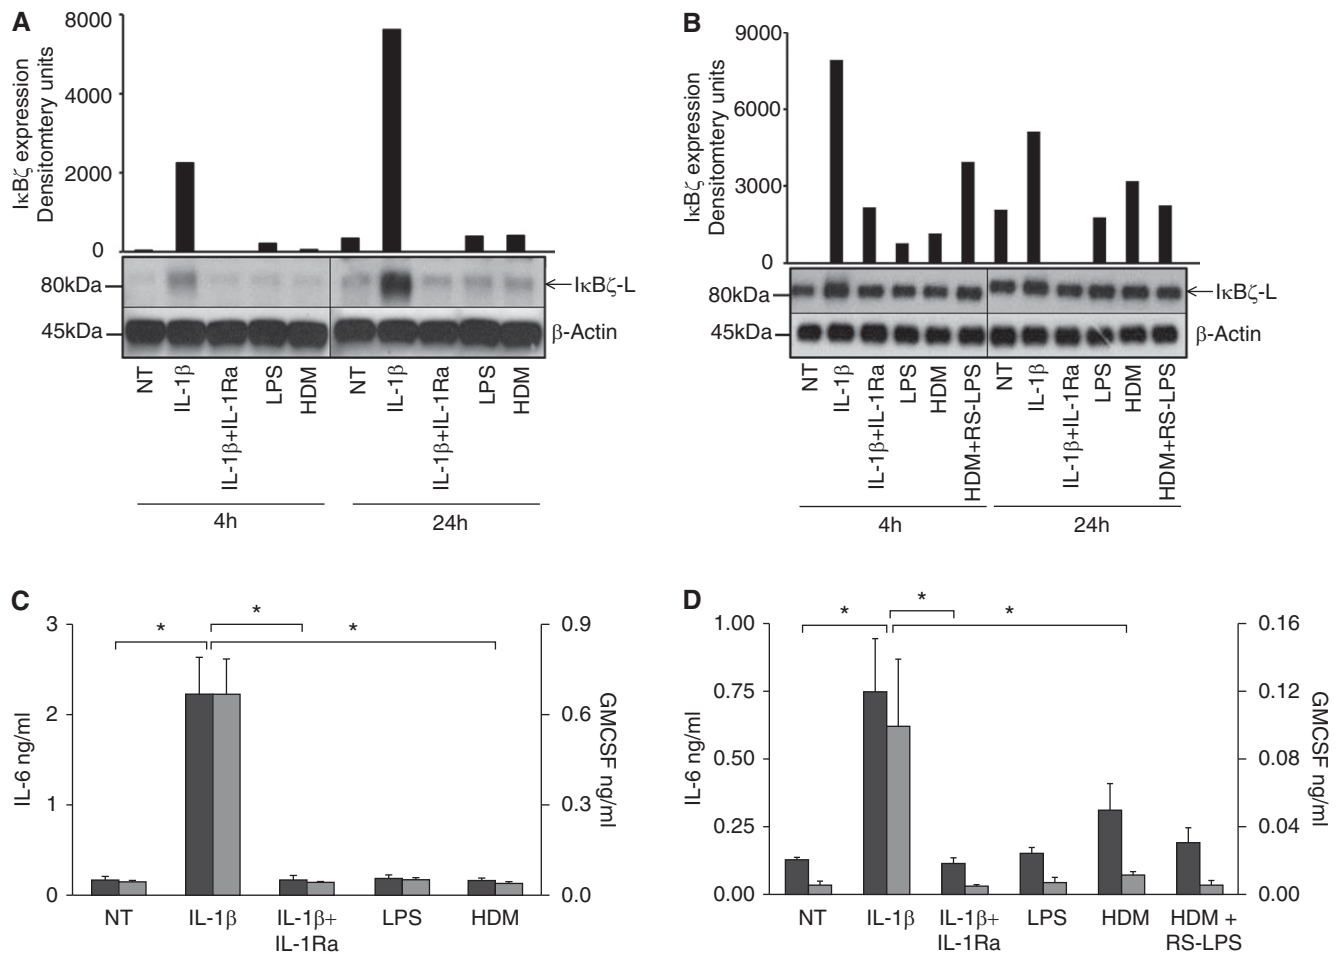 A
8000
4000
2000
0
IκBζ expression
Densitomtery units
80kDa
45kDa
IκBζ-L
β-Actin
NT
IL-1β
IL-1β+IL-1Ra
LPS
HDM
NT
IL-1β
IL-1β+IL-1Ra
LPS
HDM
4h
24h
B
9000
6000
3000
0
IκBζ expression
Densitomtery units
80kDa
45kDa
IκBζ-L
β-Actin
NT
IL-1β
IL-1β+IL-1Ra
LPS
HDM
HDM+RS-LPS
NT
IL-1β
IL-1β+IL-1Ra
LPS
HDM
HDM+RS-LPS
4h
24h
C
3
2
1
0
IL-6 ng/ml
* * *
0.9
0.6
0.3
0.0
GMCSF ng/ml
NT
IL-1β
IL-1β+
IL-1Ra
LPS
HDM
D
1.00
0.75
0.50
0.25
0.00
IL-6 ng/ml
* * *
0.16
0.12
0.08
0.04
0.00
GMCSF ng/ml
NT
IL-1β
IL-1β+
IL-1Ra
LPS
HDM
HDM +
RS-LPS